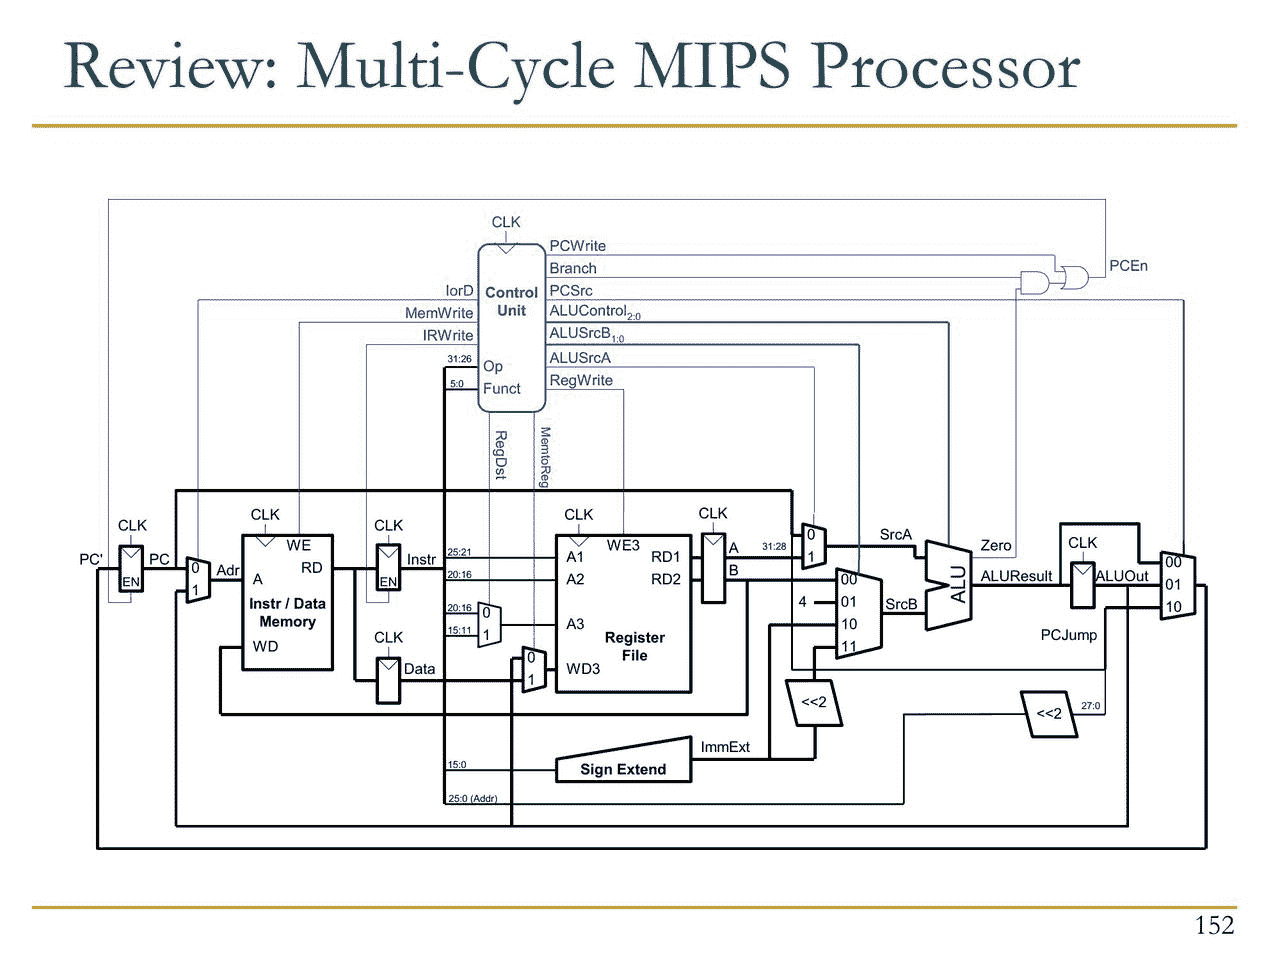 Review: Multi-Cycle MIPS Processor
CLK
PCWrite
Branch
PCEn
IorD
Control
Unit
PCSrc
MemWrite
ALUControl2:0
IRWrite
ALUSrcB1:0
31:26
Op
ALUSrcA
5:0
Funct
RegWrite
RegDst
MemtoReg
CLK
CLK
CLK
CLK
CLK
CLK
PC'
EN
PC
0
1
Adr
WE
A
RD
Instr / Data
Memory
WD
EN
Instr
CLK
Data
25:21
20:16
20:16
15:11
0
1
0
1
WE3
A1
RD1
A2
RD2
A3
Register
File
WD3
A
B
31:28
0
1
SrcA
4
00
01
10
11
SrcB
ALU
Zero
ALUResult
ALUOut
00
01
10
PCJump
<<2
<<2
27:0
ImmExt
15:0
Sign Extend
25:0 (Addr)
152